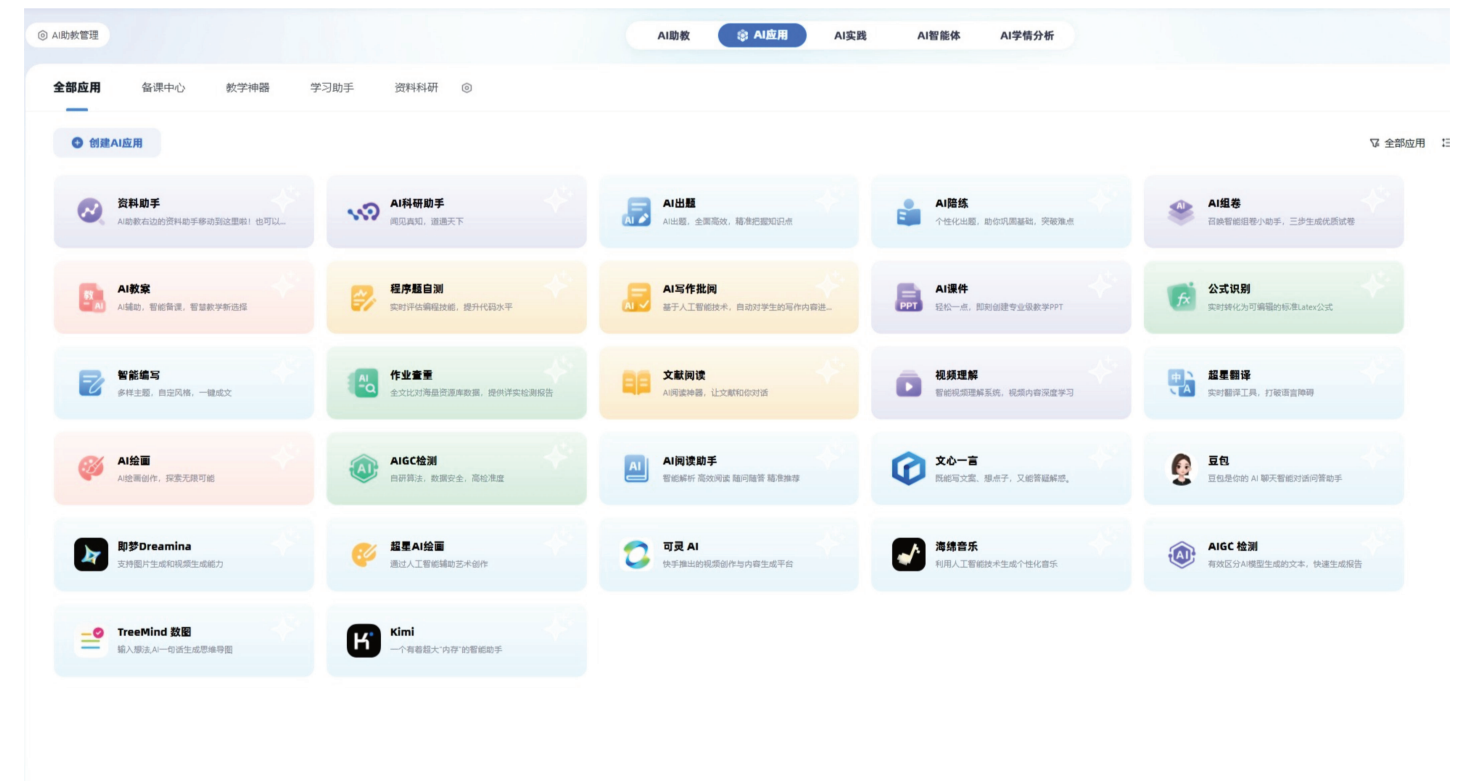 AI助教管理
AI助教 AI应用 AI实践 AI智能体 AI学情分析
全部应用 备课中心 教学神器 学习助手 资料科研
创建AI应用
全部应用
资料助手
AI助教右边的资料助手移动到这里啦！也可以...
AI科研助手
闻见真知，道通天下
AI出题
AI出题，全面高效，精准把握知识点
AI陪练
个性化出题，助你巩固基础，突破难点
AI组卷
召唤智能组卷小助手，三步生成优质试卷
AI教案
AI辅助，智能备课，智慧教学新选择
程序题自测
实时评估编程技能，提升代码水平
AI写作批阅
基于人工智能技术，自动对学生的写作内容进...
AI课件
轻松一点，即刻创建专业级教学PPT
公式识别
实时转化为可编辑的标准Latex公式
智能编写
多样主题，自定风格，一键成文
作业查重
全文比对海量资源库数据，提供详实检测报告
文献阅读
AI阅读神器，让文献和你对话
视频理解
智能视频理解系统，视频内容深度学习
超星翻译
实时翻译工具，打破语言障碍
AI绘画
AI绘画创作，探索无限可能
AIGC检测
自研算法，数据安全，高检准度
AI阅读助手
智能解析 高效阅读 随问随答 精准推荐
文心一言
既能写文案、想点子，又能答疑解惑。
豆包
豆包是你的 AI 聊天智能对话问答助手
即梦Dreamina
支持图片生成和视频生成能力
超星AI绘画
通过人工智能辅助艺术创作
可灵 AI
快手推出的视频创作与内容生成平台
海绵音乐
利用人工智能技术生成个性化音乐
AIGC 检测
有效区分AI模型生成的文本，快速生成报告
TreeMind 数图
输入想法,AI一句话生成思维导图
Kimi
一个有着超大“内存”的智能助手